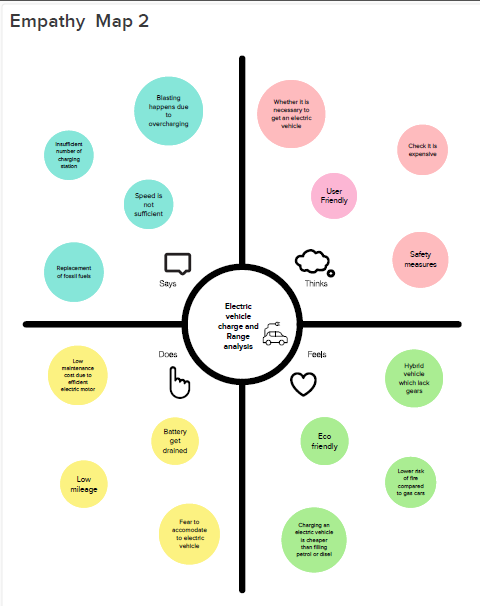 Empathy Map 2
Blasting
happens due
to
overcharging
Insufficient
number of
charging
station
Speed is
not
sufficient
Replacement
of fossil fuels
Says
Whether it is
necessary to
get an electric
vehicle
Check it is
expensive
User
Friendly
Safety
measures
Thinks
Electric
vehicle
charge and
Range
analysis
Does
Low
maintenance
cost due to
efficient
electric motor
Battery
get
drained
Low
mileage
Fear to
accomodate
to electric
vehicle
Feels
Hybrid
vehicle
which lack
gears
Eco
friendly
Lower risk
of fire
compared
to gas cars
Charging an
electric vehicle
is cheaper
than filling
petrol or disel